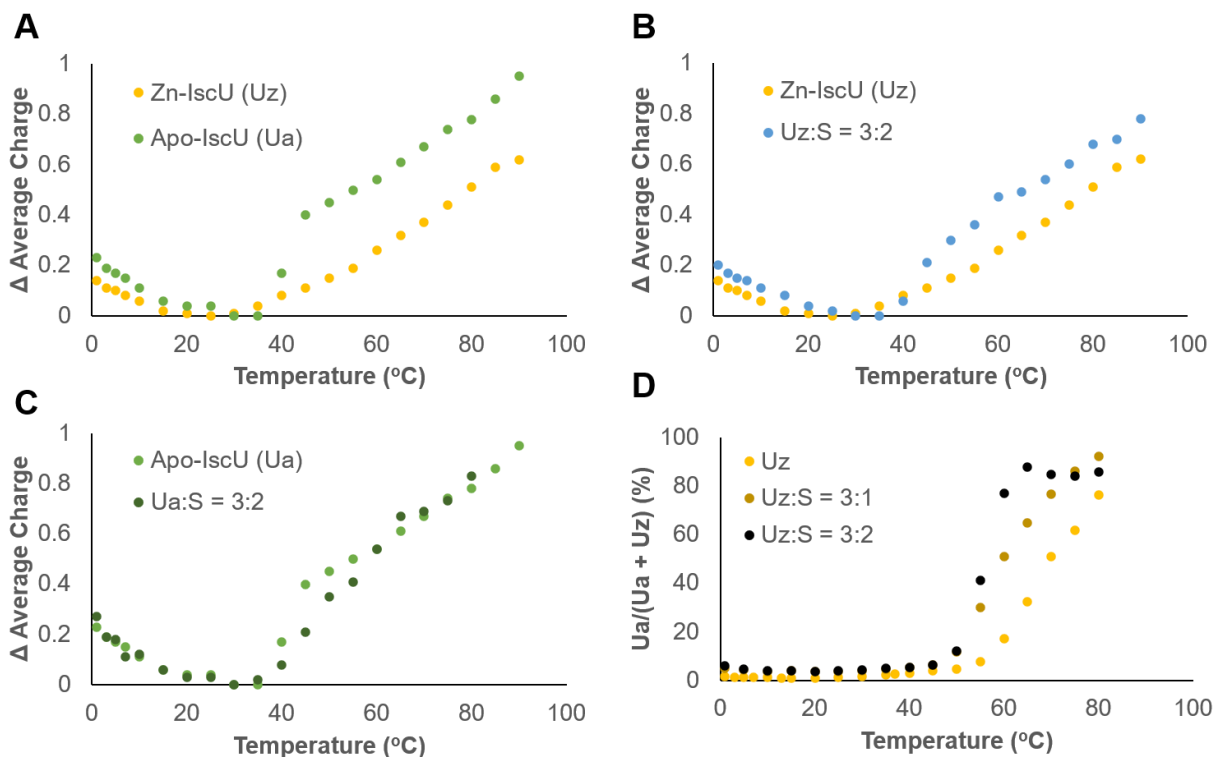 A
1
0.8
0.6
0.4
0.2
0
0 20 40 60 80 100
Δ Average Charge
Temperature (ºC)
Zn-IscU (Uz)
Apo-IscU (Ua)
B
1
0.8
0.6
0.4
0.2
0
0 20 40 60 80 100
Δ Average Charge
Temperature (ºC)
Zn-IscU (Uz)
Uz:S = 3:2
C
1
0.8
0.6
0.4
0.2
0
0 20 40 60 80 100
Δ Average Charge
Temperature (ºC)
Apo-IscU (Ua)
Ua:S = 3:2
D
100
80
60
40
20
0
0 20 40 60 80 100
Ua/(Ua + Uz) (%)
Temperature (ºC)
Uz
Uz:S = 3:1
Uz:S = 3:2